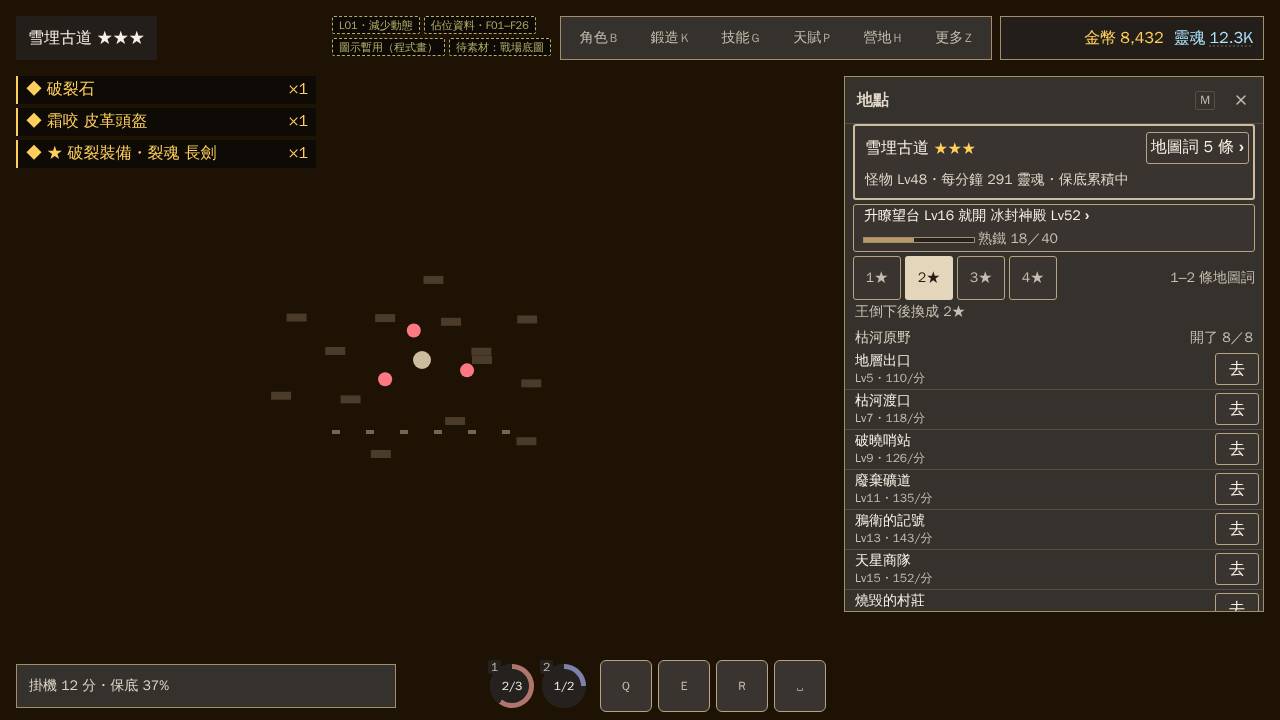 雪埋古道 ★★★
L01・減少動態
佔位資料・F01–F26
圖示暫用（程式畫）
待素材：戰場底圖
角色B
鍛造K
技能G
天賦P
營地H
更多Z
金幣 8,432 靈魂 12.3K
◆ 破裂石 ×1
◆ 霜咬 皮革頭盔 ×1
◆ ★ 破裂裝備・裂魂 長劍 ×1
地點 M ✕
雪埋古道 ★★★ 地圖詞 5 條 ›
怪物 Lv48・每分鐘 291 靈魂・保底累積中
升瞭望台 Lv16 就開 冰封神殿 Lv52 ›
熟鐵 18／40
1★ 2★ 3★ 4★ 1–2 條地圖詞
王倒下後換成 2★
枯河原野 開了 8／8
地層出口 去
Lv5・110/分
枯河渡口 去
Lv7・118/分
破曉哨站 去
Lv9・126/分
廢棄礦道 去
Lv11・135/分
鴉衛的記號 去
Lv13・143/分
天星商隊 去
Lv15・152/分
燒毀的村莊 去
掛機 12 分・保底 37%
1 2/3
2 1/2
Q E R ⎵